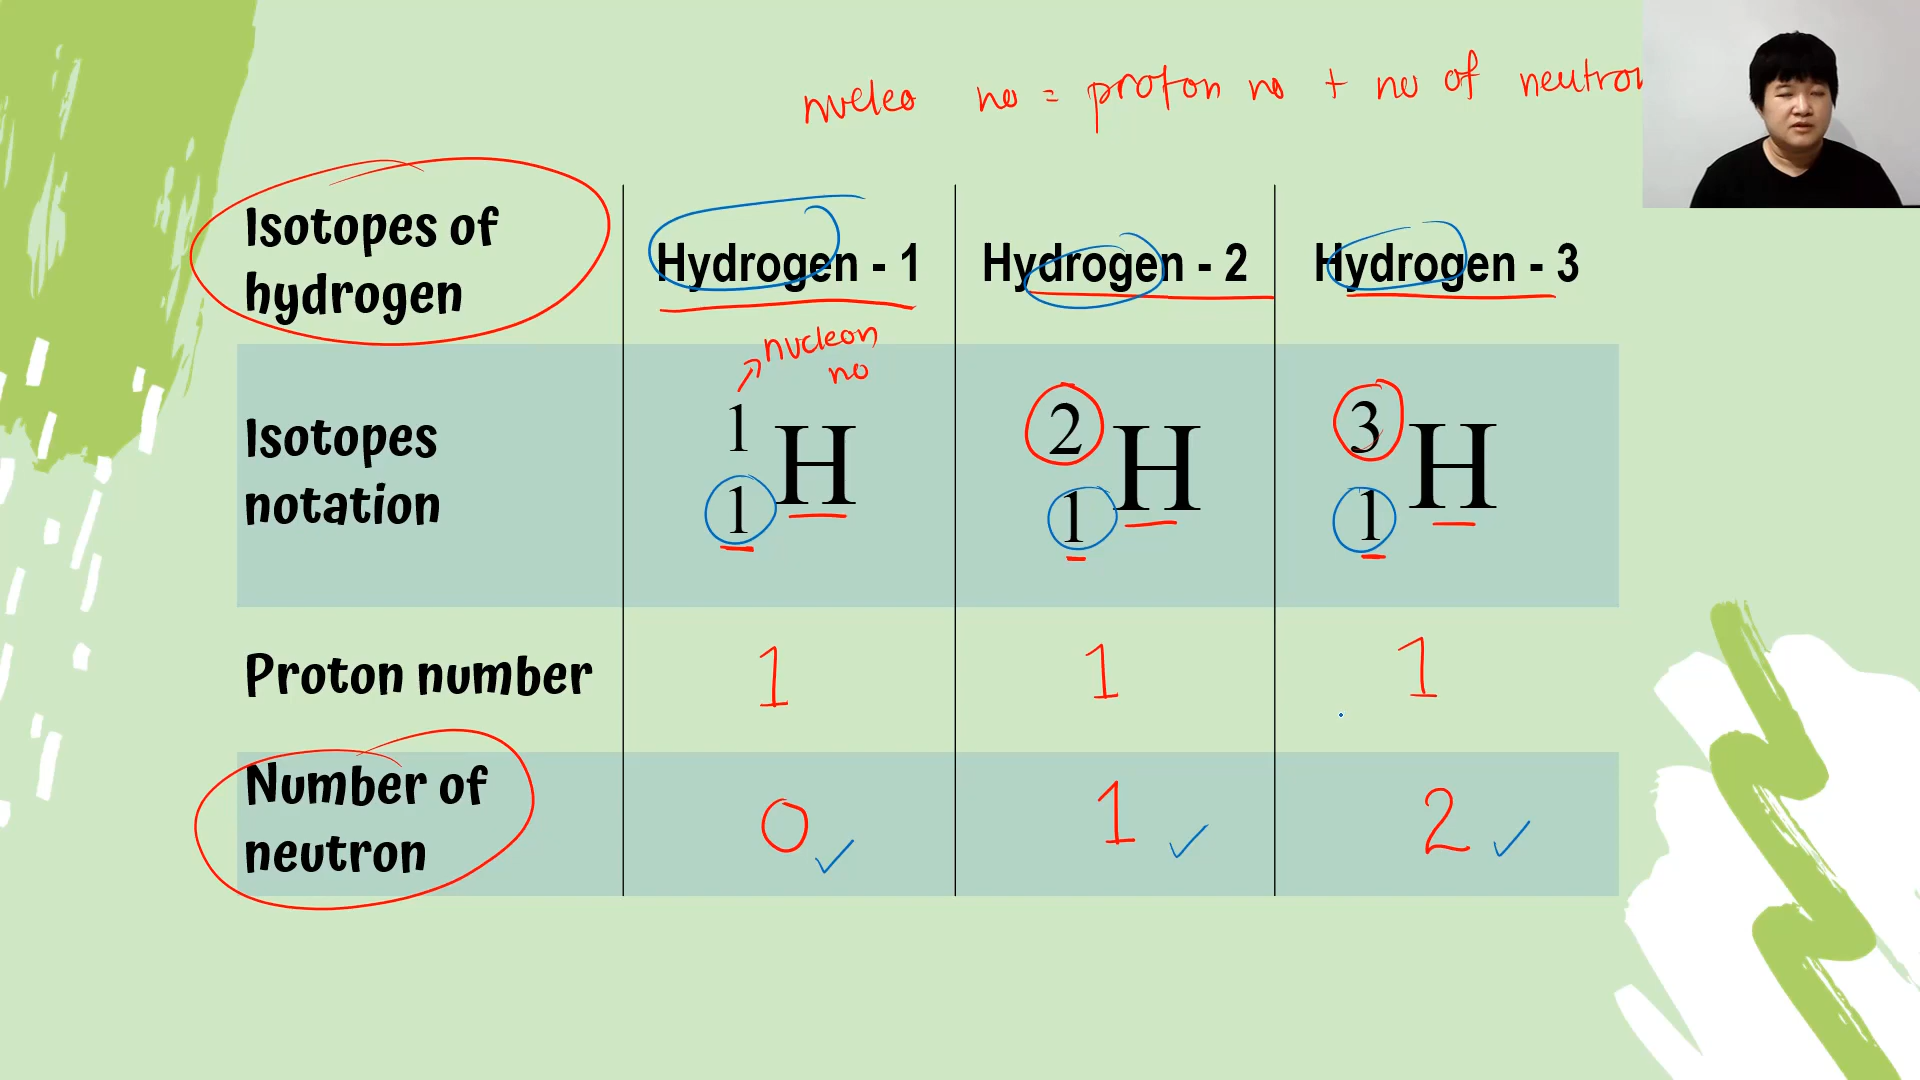 nucleo no = proton no + no of neutron
Isotopes of
hydrogen
Hydrogen - 1
Hydrogen - 2
Hydrogen - 3
nucleon
no
Isotopes
notation
1
1
H
2
1
H
3
1
H
Proton number
1
1
1
Number of
neutron
0
1
2